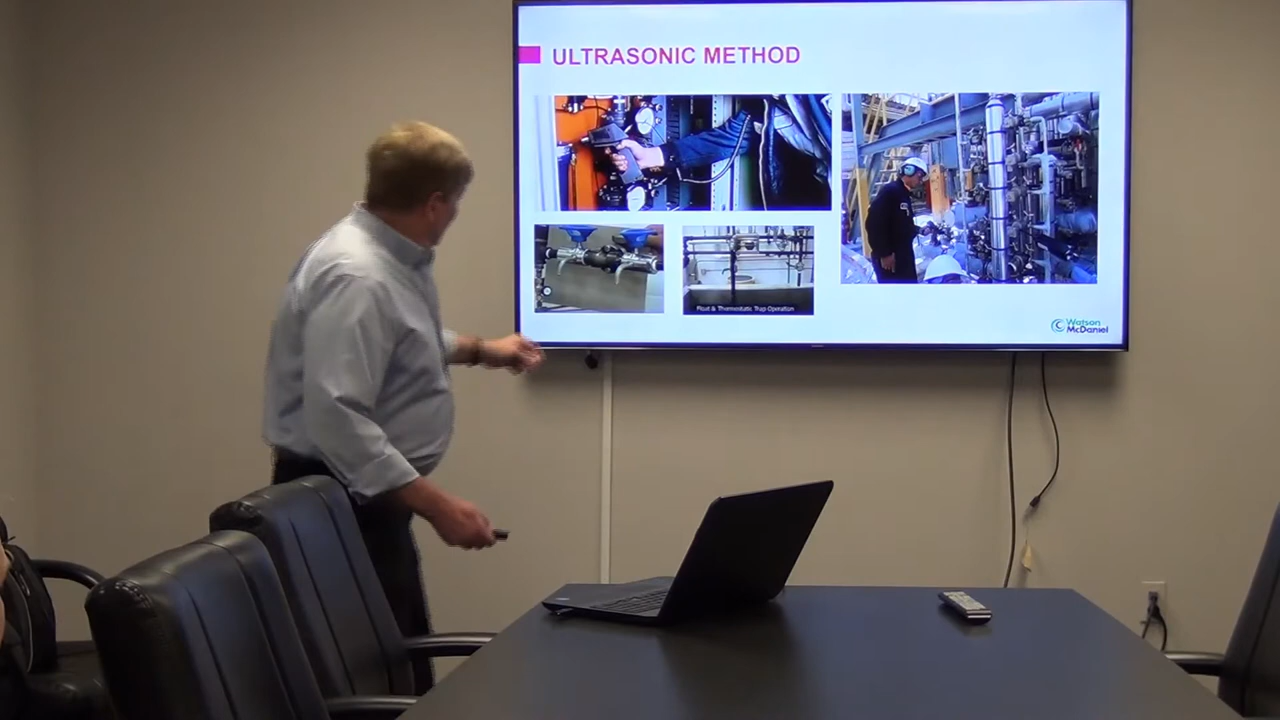 ULTRASONIC METHOD
Float & Thermostatic Trap Operation
Watson
McDaniel